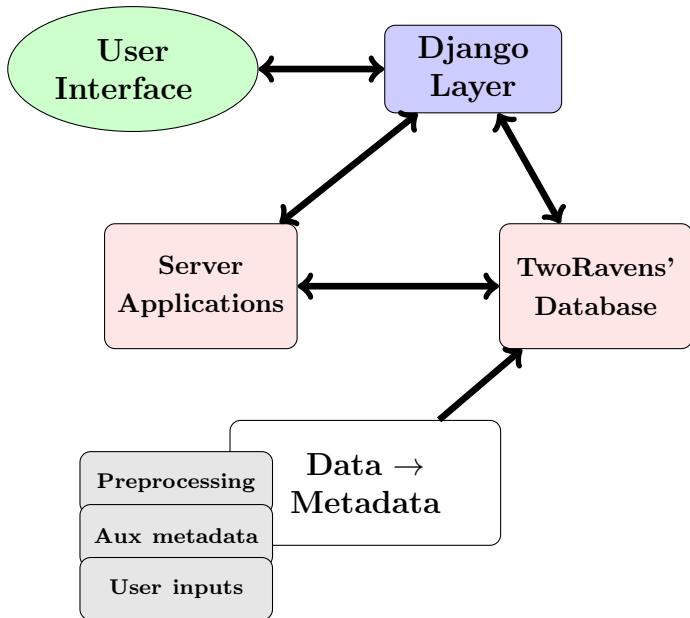 User
Interface
Django
Layer
Server
Applications
TwoRavens'
Database
Data →
Metadata
Preprocessing
Aux metadata
User inputs